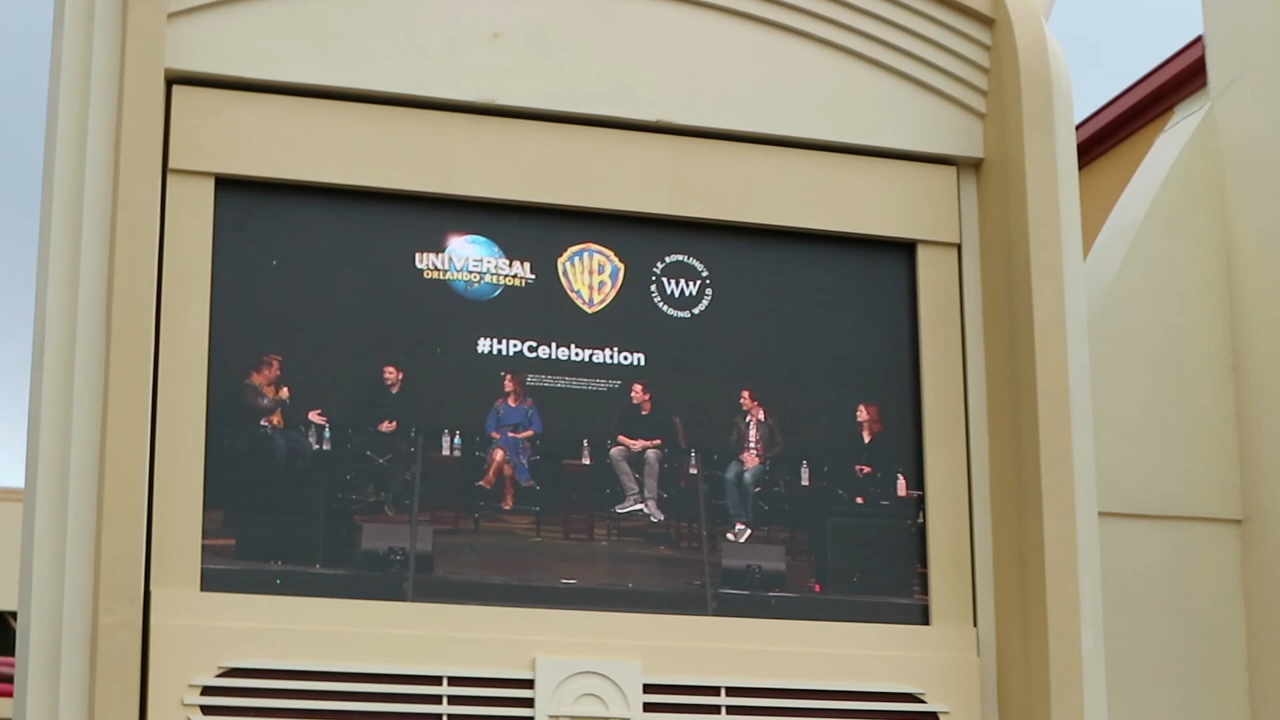 UNIVERSAL
ORLANDO RESORT
WB
J.K. ROWLING'S
WW
WIZARDING WORLD
#HPCelebration